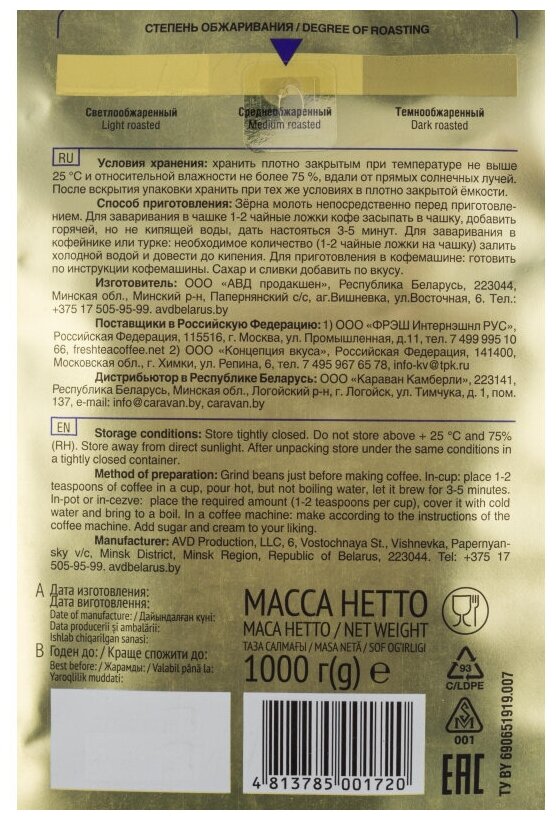 СТЕПЕНЬ ОБЖАРИВАНИЯ / DEGREE OF ROASTING
Светлообжаренный
Light roasted
Среднеобжаренный
Medium roasted
Темнообжаренный
Dark roasted
RU
Условия хранения: хранить плотно закрытым при температуре не выше
25 °С и относительной влажности не более 75 %, вдали от прямых солнечных лучей.
После вскрытия упаковки хранить при тех же условиях в плотно закрытой ёмкости.
Способ приготовления: Зёрна молоть непосредственно перед приготовле-
нием. Для заваривания в чашке 1-2 чайные ложки кофе засыпать в чашку, добавить
горячей, но не кипящей воды, дать настояться 3-5 минут. Для заваривания в
кофейнике или турке: необходимое количество (1-2 чайные ложки на чашку) залить
холодной водой и довести до кипения. Для приготовления в кофемашине: готовить
по инструкции кофемашины. Сахар и сливки добавить по вкусу.
Изготовитель: ООО «АВД продакшен», Республика Беларусь, 223044,
Минская обл., Минский р-н, Папернянский с/с, аг.Вишневка, ул.Восточная, 6. Тел.:
+375 17 505-95-99. avdbelarus.by
Поставщики в Российскую Федерацию: 1) ООО «ФРЭШ Интернэшнл РУС»,
Российская Федерация, 115516, г. Москва, ул. Промышленная, д.11, тел. 7 499 995 10
66, freshteacoffee.net 2) ООО «Концепция вкуса», Российская Федерация, 141400,
Московская обл., г. Химки, ул. Репина, 6, тел. 7 495 967 65 78, info-kv@tpk.ru
Дистрибьютор в Республике Беларусь: ООО «Караван Камберли», 223141,
Республика Беларусь, Минская обл., Логойский р-н, г. Логойск, ул. Тимчука, д. 1, пом.
137, e-mail: info@caravan.by, caravan.by
EN
Storage conditions: Store tightly closed. Do not store above + 25 °C and 75%
(RH). Store away from direct sunlight. After unpacking store under the same conditions in
a tightly closed container.
Method of preparation: Grind beans just before making coffee. In-cup: place 1-2
teaspoons of coffee in a cup, pour hot, but not boiling water, let it brew for 3-5 minutes.
In-pot or in-cezve: place the required amount (1-2 teaspoons per cup), cover it with cold
water and bring to a boil. In a coffee machine: make according to the instructions of the
coffee machine. Add sugar and cream to your liking.
Manufacturer: AVD Production, LLC, 6, Vostochnaya St., Vishnevka, Papernyan-
sky v/c, Minsk District, Minsk Region, Republic of Belarus, 223044. Tel: +375 17
505-95-99. avdbelarus.by
A Дата изготовления:
Дата виготовлення:
Date of manufacture: / Дайындалған күні:
Data producerii şi ambalării:
Ishlab chiqarilgan sanasi:
B Годен до: / Краще спожити до:
Best before: / Жарамды: / Valabil până la:
Yaroqlilik muddati:
МАССА НЕТТО
МАСА НЕТТО / NET WEIGHT
ТАЗА САЛМАҒЫ / MASA NETĂ / SOF OG'IRLIGI
1000 г(g) e
4 813785 001720
93
C/LDPE
001
EAC
ТУ BY 690651919.007